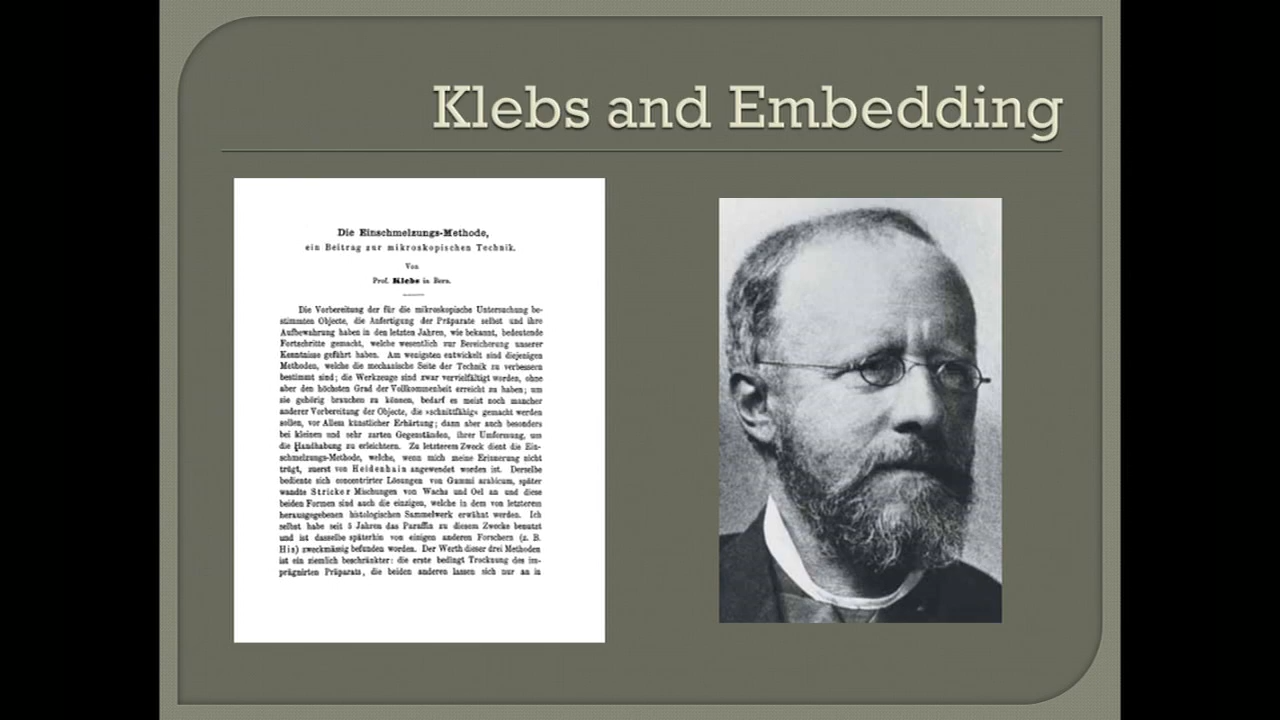 Klebs and Embedding
Die Einschmelzungs-Methode,
ein Beitrag zur mikroskopischen Technik.
Von
Prof. Klebs in Bern.
Die Vorbereitung der für die mikroskopische Untersuchung be-
stimmten Objecte, die Anfertigung der Präparate selbst und ihre
Aufbewahrung haben in den letzten Jahren, wie bekannt, bedeutende
Fortschritte gemacht, welche wesentlich zur Bereicherung unserer
Kenntnisse geführt haben. Am wenigsten entwickelt sind diejenigen
Methoden, welche die mechanische Seite der Technik zu verbessern
bestimmt sind; die Werkzeuge sind zwar vervielfältigt worden, ohne
aber den höchsten Grad der Vollkommenheit erreicht zu haben; um
sie gehörig brauchen zu können, bedarf es meist noch mancher
anderer Vorbereitung der Objecte, die »schnittfähig« gemacht werden
sollen, vor Allem künstlicher Erhärtung; dann aber auch besonders
bei kleinen und sehr zarten Gegenständen, ihrer Umformung, um
die Handhabung zu erleichtern. Zu letzterem Zweck dient die Ein-
schmelzungs-Methode, welche, wenn mich meine Erinnerung nicht
trügt, zuerst von Heidenhain angewendet worden ist. Derselbe
bediente sich concentrirter Lösungen von Gummi arabicum, später
wandte Stricker Mischungen von Wachs und Oel an und diese
beiden Formen sind auch die einzigen, welche in dem von letzterem
herausgegebenen histologischen Sammelwerk erwähnt werden. Ich
selbst habe seit 5 Jahren das Paraffin zu diesem Zwecke benutzt
und ist dasselbe späterhin von einigen anderen Forschern (z. B.
His) zweckmässig befunden worden. Der Werth dieser drei Methoden
ist ein ziemlich beschränkter: die erste bedingt Trocknung des im-
prägnirten Präparats, die beiden anderen lassen sich nur an in